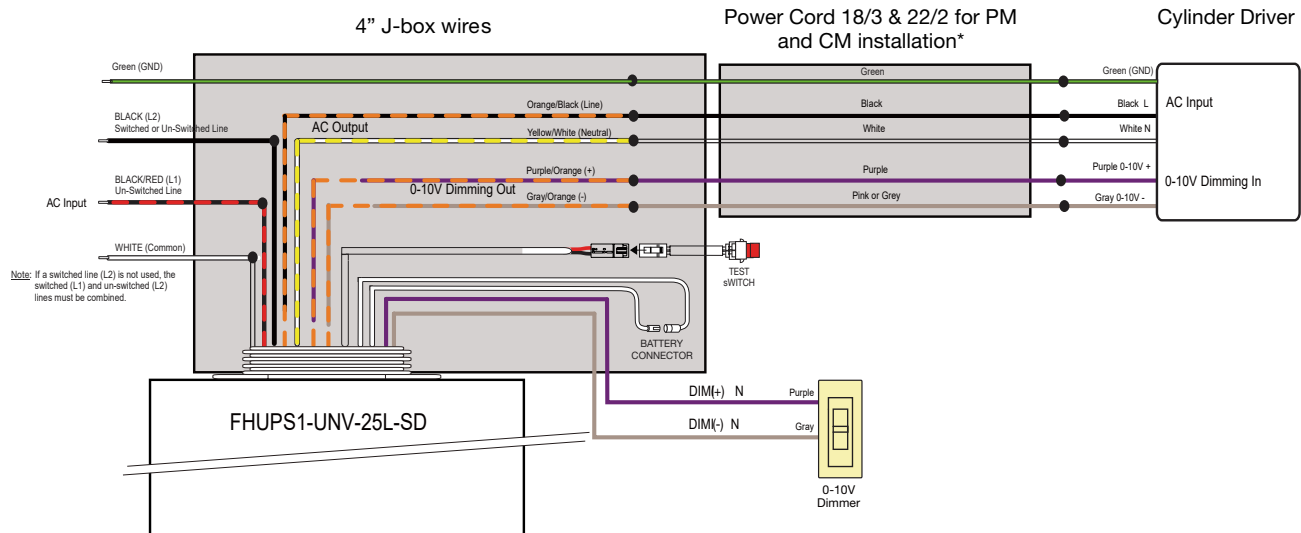 4” J-box wires
Power Cord 18/3 & 22/2 for PM
and CM installation*
Cylinder Driver
Green (GND)
Green
Green (GND)
BLACK (L2)
Switched or Un-Switched Line
Orange/Black (Line)
Black
Black L
AC Input
AC Output
Yellow/White (Neutral)
White
White N
BLACK/RED (L1)
Un-Switched Line
AC Input
Purple/Orange (+)
Purple
Purple 0-10V +
0-10V Dimming Out
0-10V Dimming In
Gray/Orange (-)
Pink or Grey
Gray 0-10V -
WHITE (Common)
Note: If a switched line (L2) is not used, the
switched (L1) and un-switched (L2)
lines must be combined.
TEST
sWITCH
BATTERY
CONNECTOR
FHUPS1-UNV-25L-SD
DIM(+) N
Purple
DIM(-) N
Gray
0-10V
Dimmer